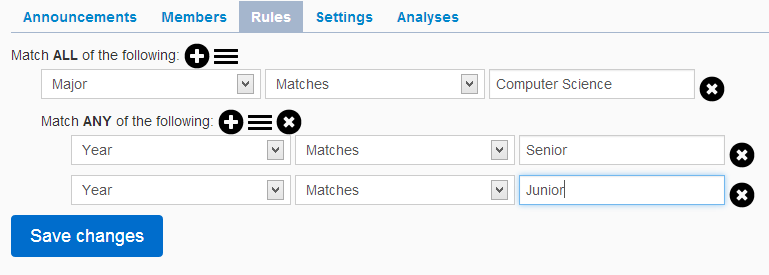 Announcements Members Rules Settings Analyses
Match ALL of the following:
Major Matches Computer Science
Match ANY of the following:
Year Matches Senior
Year Matches Junior
Save changes